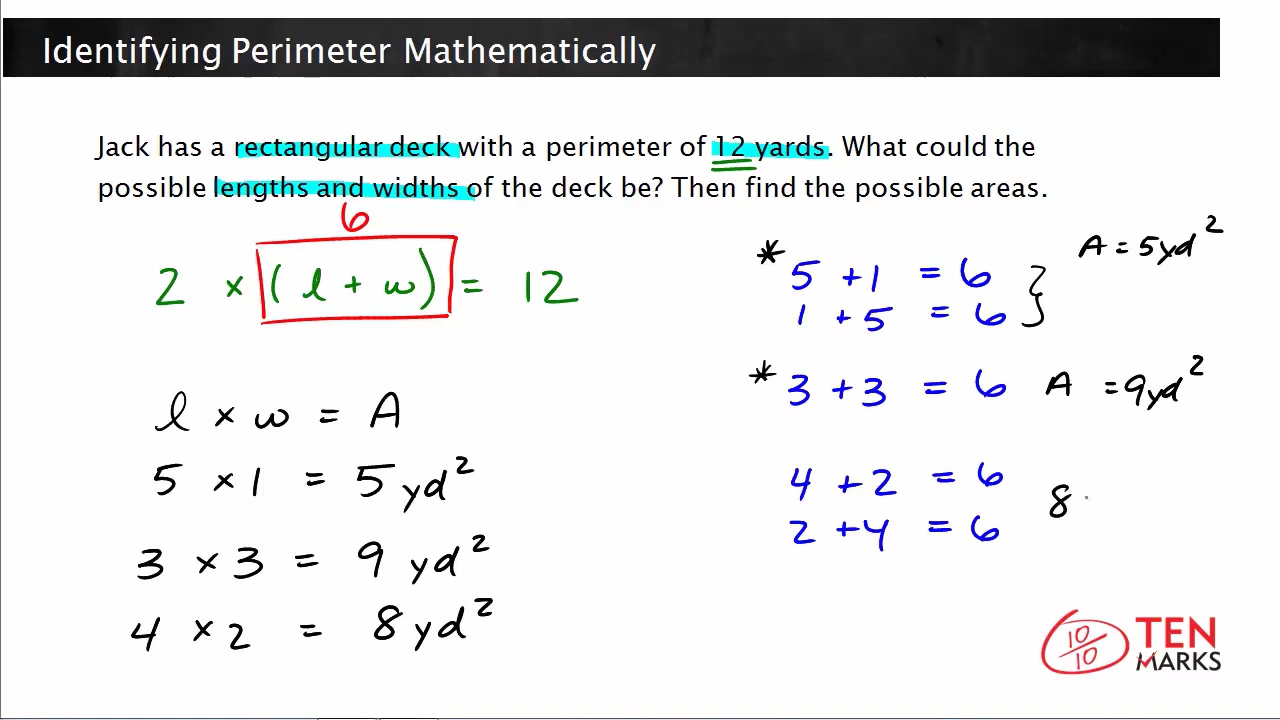 Identifying Perimeter Mathematically
Jack has a rectangular deck with a perimeter of 12 yards. What could the
possible lengths and widths of the deck be? Then find the possible areas.
6
2 × (l + w) = 12
l × w = A
5 × 1 = 5 yd²
3 × 3 = 9 yd²
4 × 2 = 8 yd²
* 5 + 1 = 6
1 + 5 = 6 } A = 5yd²
* 3 + 3 = 6 A = 9yd²
4 + 2 = 6
2 + 4 = 6 8
10/10 TEN
MARKS